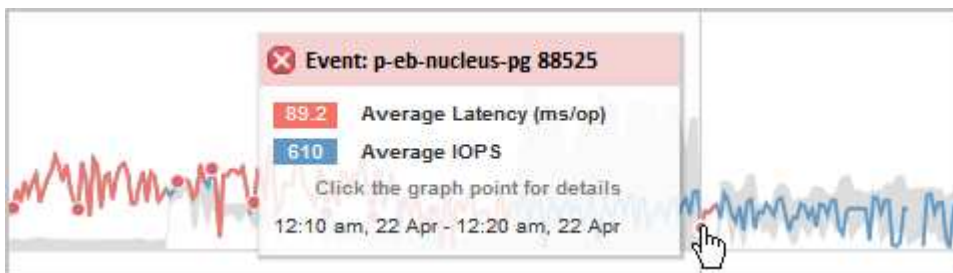 Event: p-eb-nucleus-pg 88525
89.2 Average Latency (ms/op)
610 Average IOPS
Click the graph point for details
12:10 am, 22 Apr - 12:20 am, 22 Apr